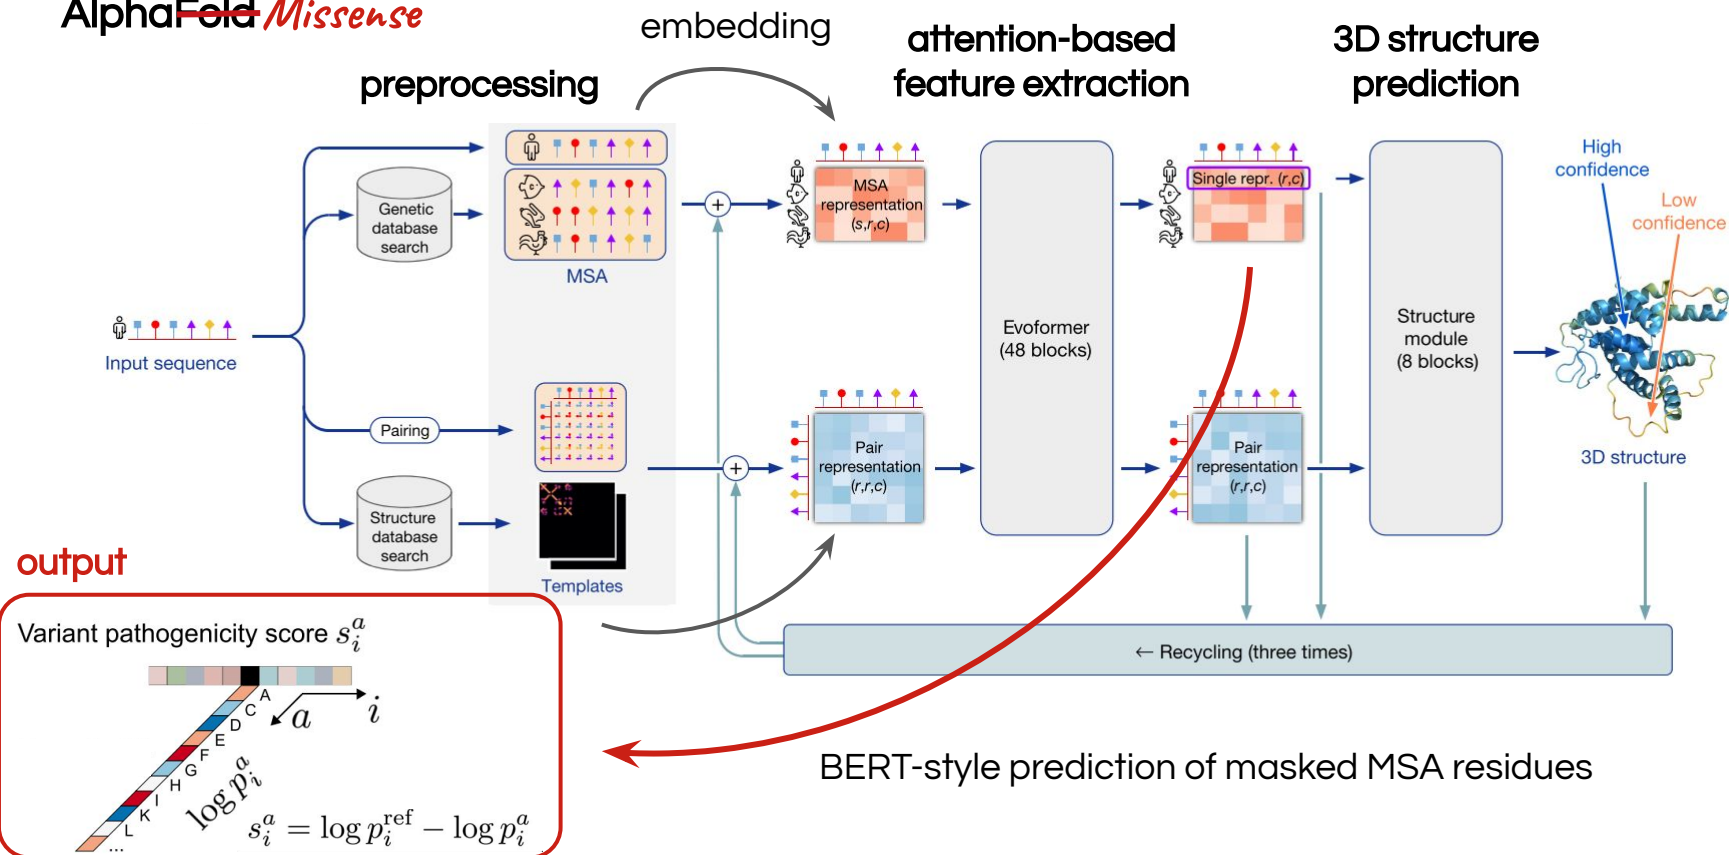 AlphaFold Missense
embedding
attention-based
feature extraction
3D structure
prediction
preprocessing
Genetic
database
search
MSA
MSA
representation
(s,r,c)
Single repr. (r,c)
High
confidence
Low
confidence
Input sequence
Evoformer
(48 blocks)
Structure
module
(8 blocks)
Pairing
Pair
representation
(r,r,c)
Pair
representation
(r,r,c)
3D structure
Structure
database
search
Templates
output
Variant pathogenicity score s_i^a
A
C
D
E
F
G
H
I
K
L
...
a
i
log p_i^a
s_i^a = log p_i^ref − log p_i^a
← Recycling (three times)
BERT-style prediction of masked MSA residues